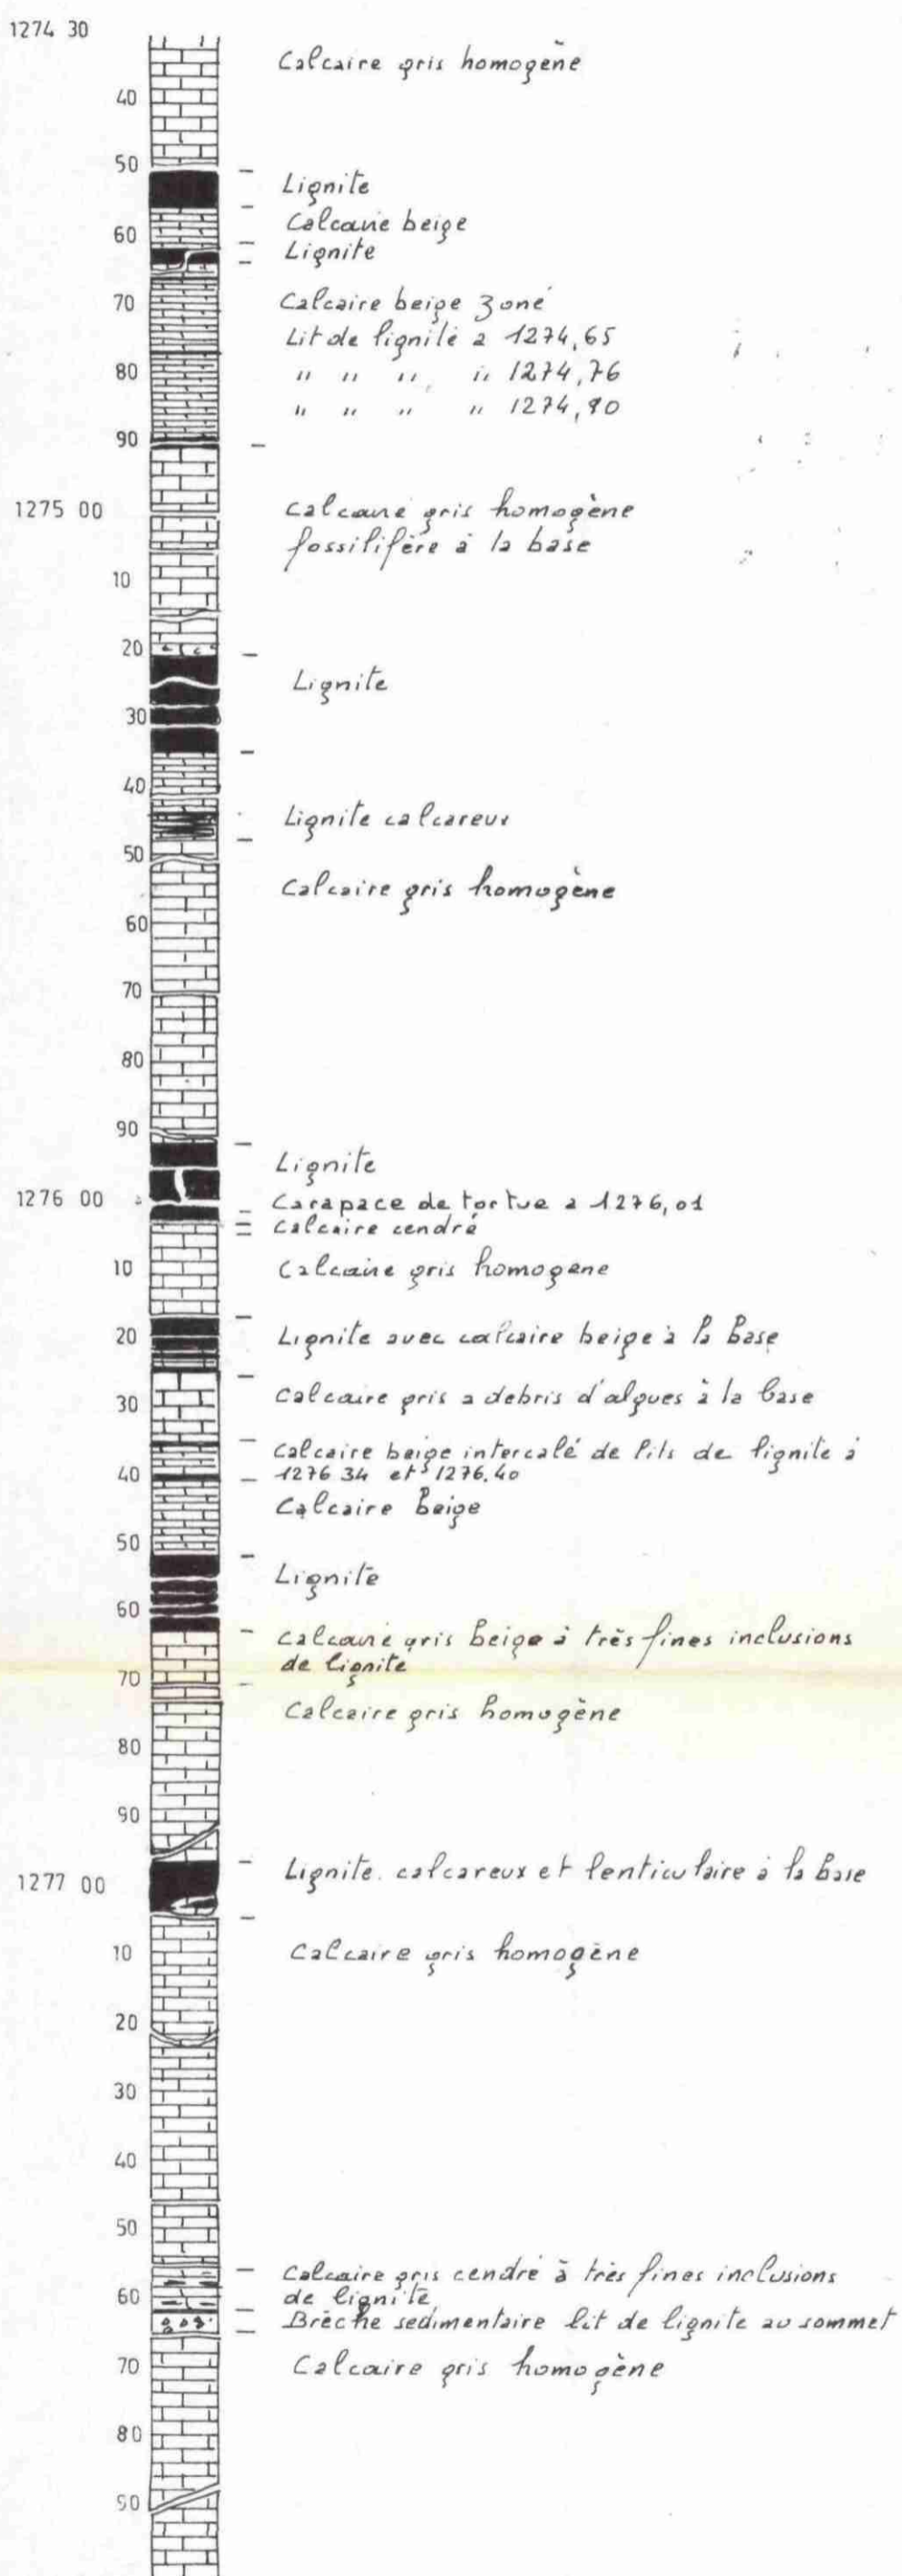 1274 30
Calcaire gris homogène
40
50
Lignite
Calcaire beige
60
Lignite
70
Calcaire beige zoné
Lit de lignite a 1274,65
80
" " " " 1274,76
" " " " 1274,90
90
1275 00
Calcaire gris homogène
fossilifère à la base
10
20
Lignite
30
40
Lignite calcareux
50
Calcaire gris homogène
60
70
80
90
Lignite
1276 00
Carapace de tortue a 1276,01
Calcaire cendré
10
Calcaire gris homogene
20
Lignite avec calcaire beige à la Base
30
Calcaire gris a debris d'algues à la base
Calcaire beige intercalé de lits de lignite à
40
1276 34 et 1276.40
Calcaire Beige
50
Lignite
60
Calcaire gris Beige à très fines inclusions
de lignite
70
Calcaire gris homogène
80
90
Lignite. calcareux et lenticulaire à la Base
1277 00
10
Calcaire gris homogène
20
30
40
50
Calcaire gris cendré à très fines inclusions
60
de lignite
Brèche sedimentaire lit de lignite au sommet
70
Calcaire gris homogène
80
90